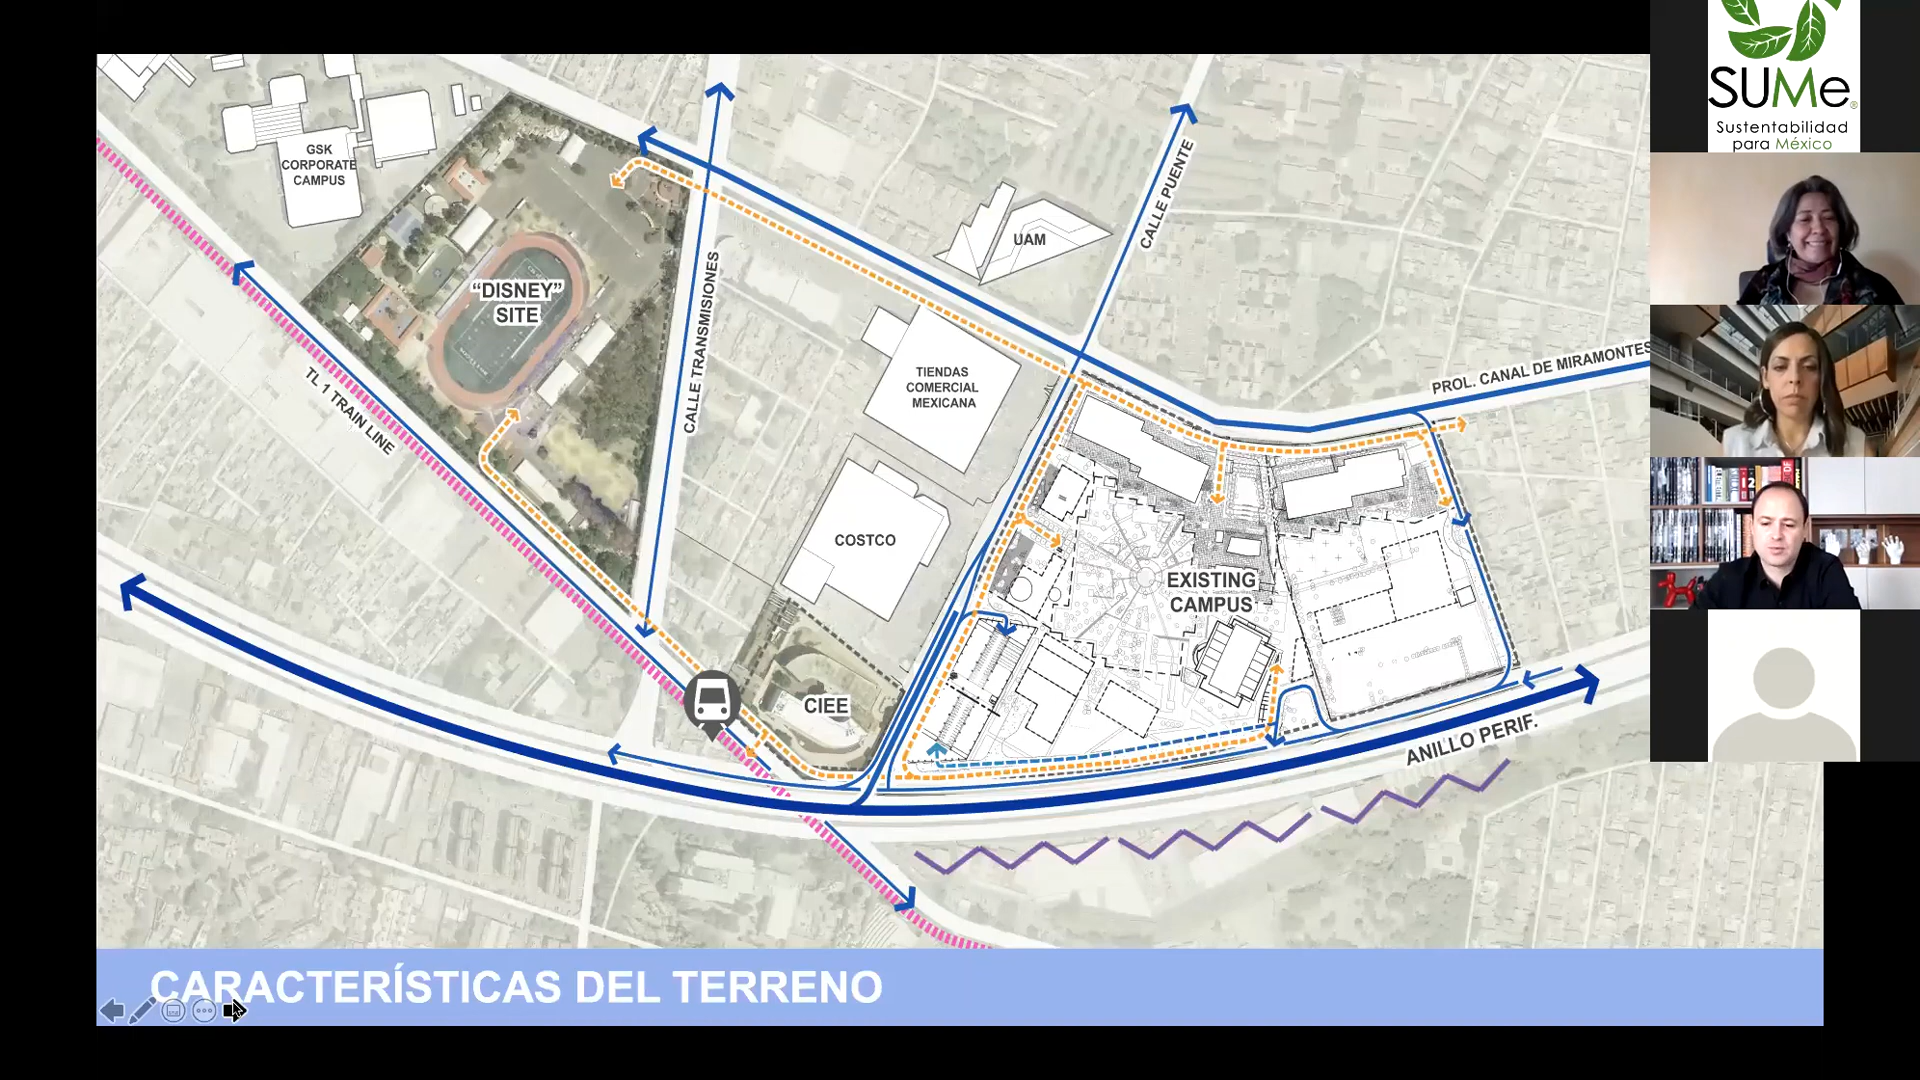 SUMe
Sustentabilidad
para México
GSK
CORPORATE
CAMPUS
"DISNEY"
SITE
TL 1 TRAIN LINE
CALLE TRANSMISIONES
UAM
CALLE PUENTE
TIENDAS
COMERCIAL
MEXICANA
PROL. CANAL DE MIRAMONTES
COSTCO
EXISTING
CAMPUS
CIEE
ANILLO PERIF.
CARACTERÍSTICAS DEL TERRENO